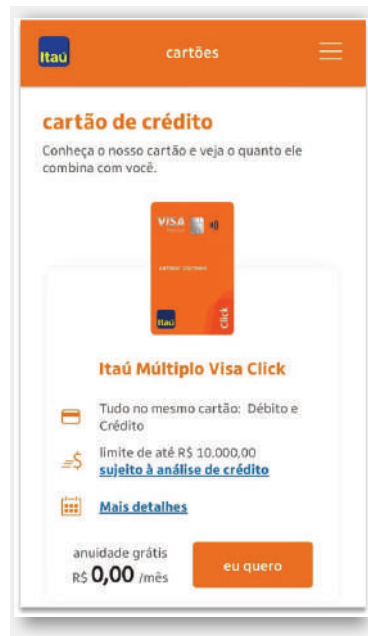 Itaú
cartões
cartão de crédito
Conheça o nosso cartão e veja o quanto ele
combina com você.
VISA
Click
Itaú
Itaú Múltiplo Visa Click
Tudo no mesmo cartão: Débito e
Crédito
limite de até R$ 10.000,00
sujeito à análise de crédito
Mais detalhes
anuidade grátis
R$ 0,00 /mês
eu quero